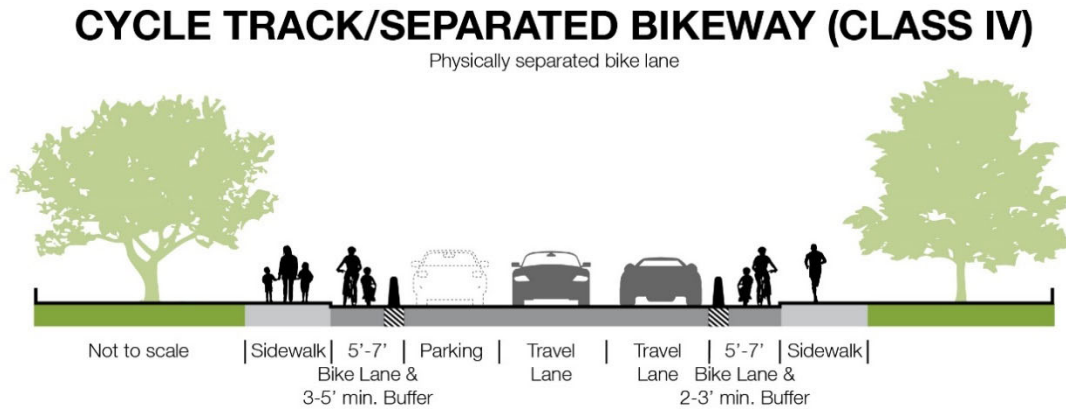 CYCLE TRACK/SEPARATED BIKEWAY (CLASS IV)
Physically separated bike lane
Not to scale
Sidewalk
5'-7'
Bike Lane &
3-5' min. Buffer
Parking
Travel
Lane
Travel
Lane
5'-7'
Bike Lane &
2-3' min. Buffer
Sidewalk